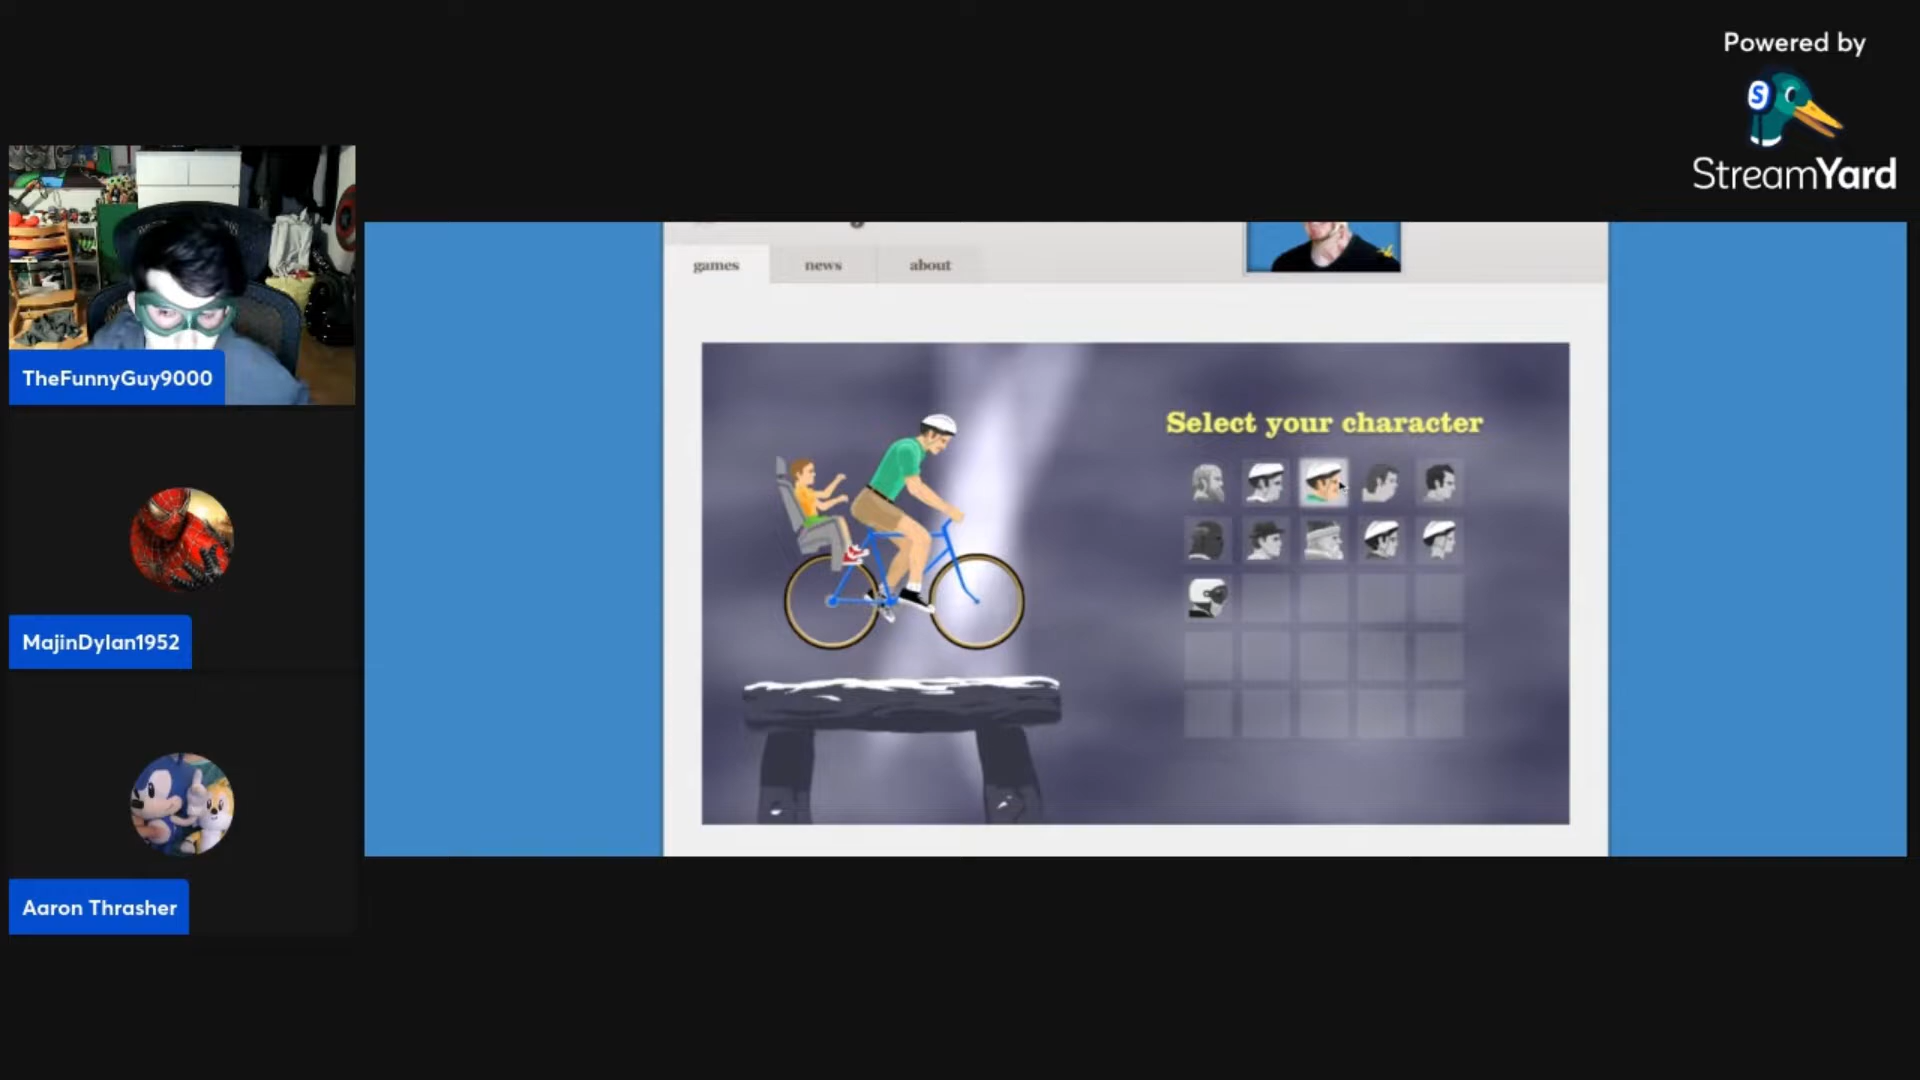 Powered by
S
StreamYard
games
news
about
TheFunnyGuy9000
Select your character
MajinDylan1952
Aaron Thrasher